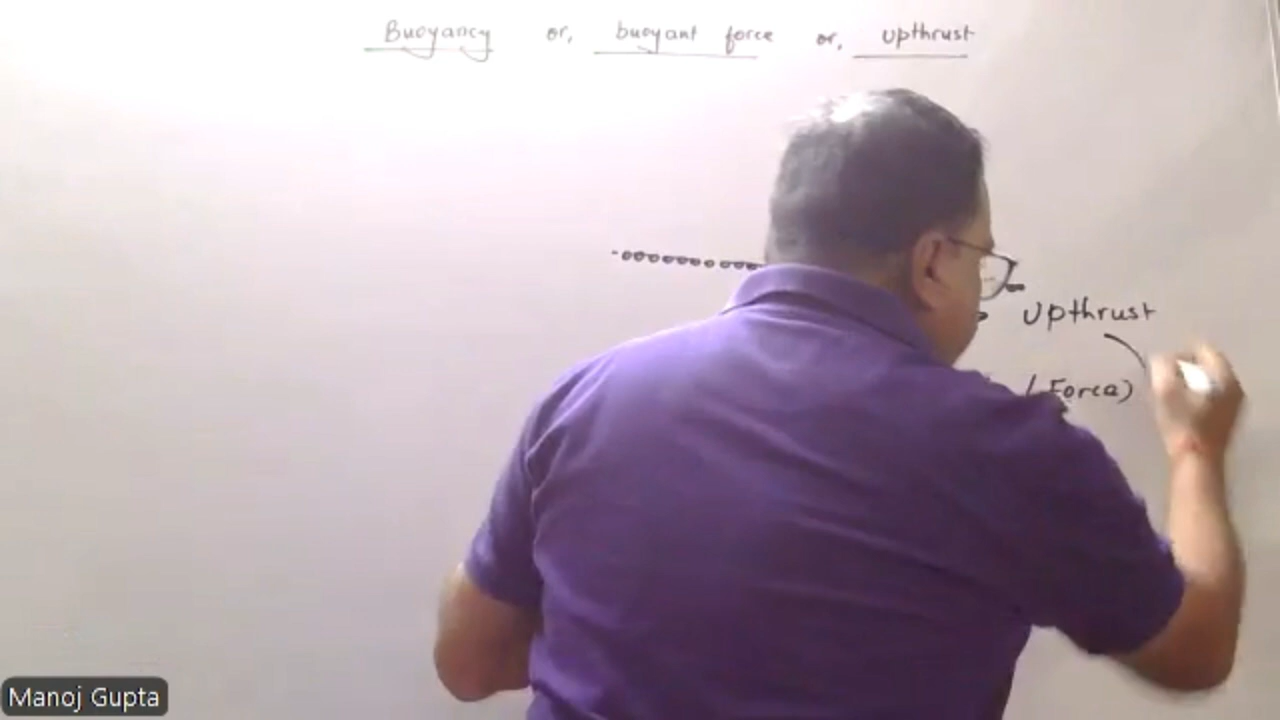 Buoyancy or, buoyant force or, upthrust
Upthrust
(Force)
Manoj Gupta